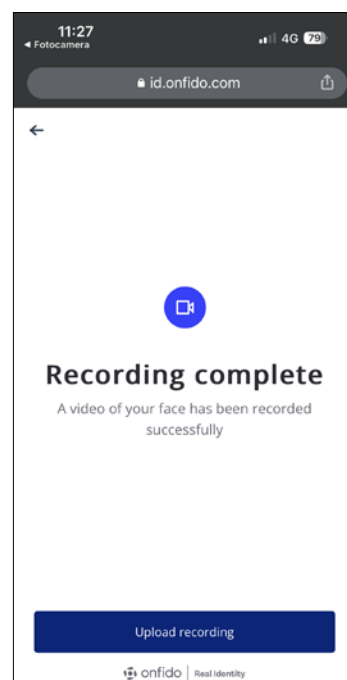 11:27
4G 79
◀ Fotocamera
id.onfido.com
Recording complete
A video of your face has been recorded
successfully
Upload recording
onfido | Real Identity